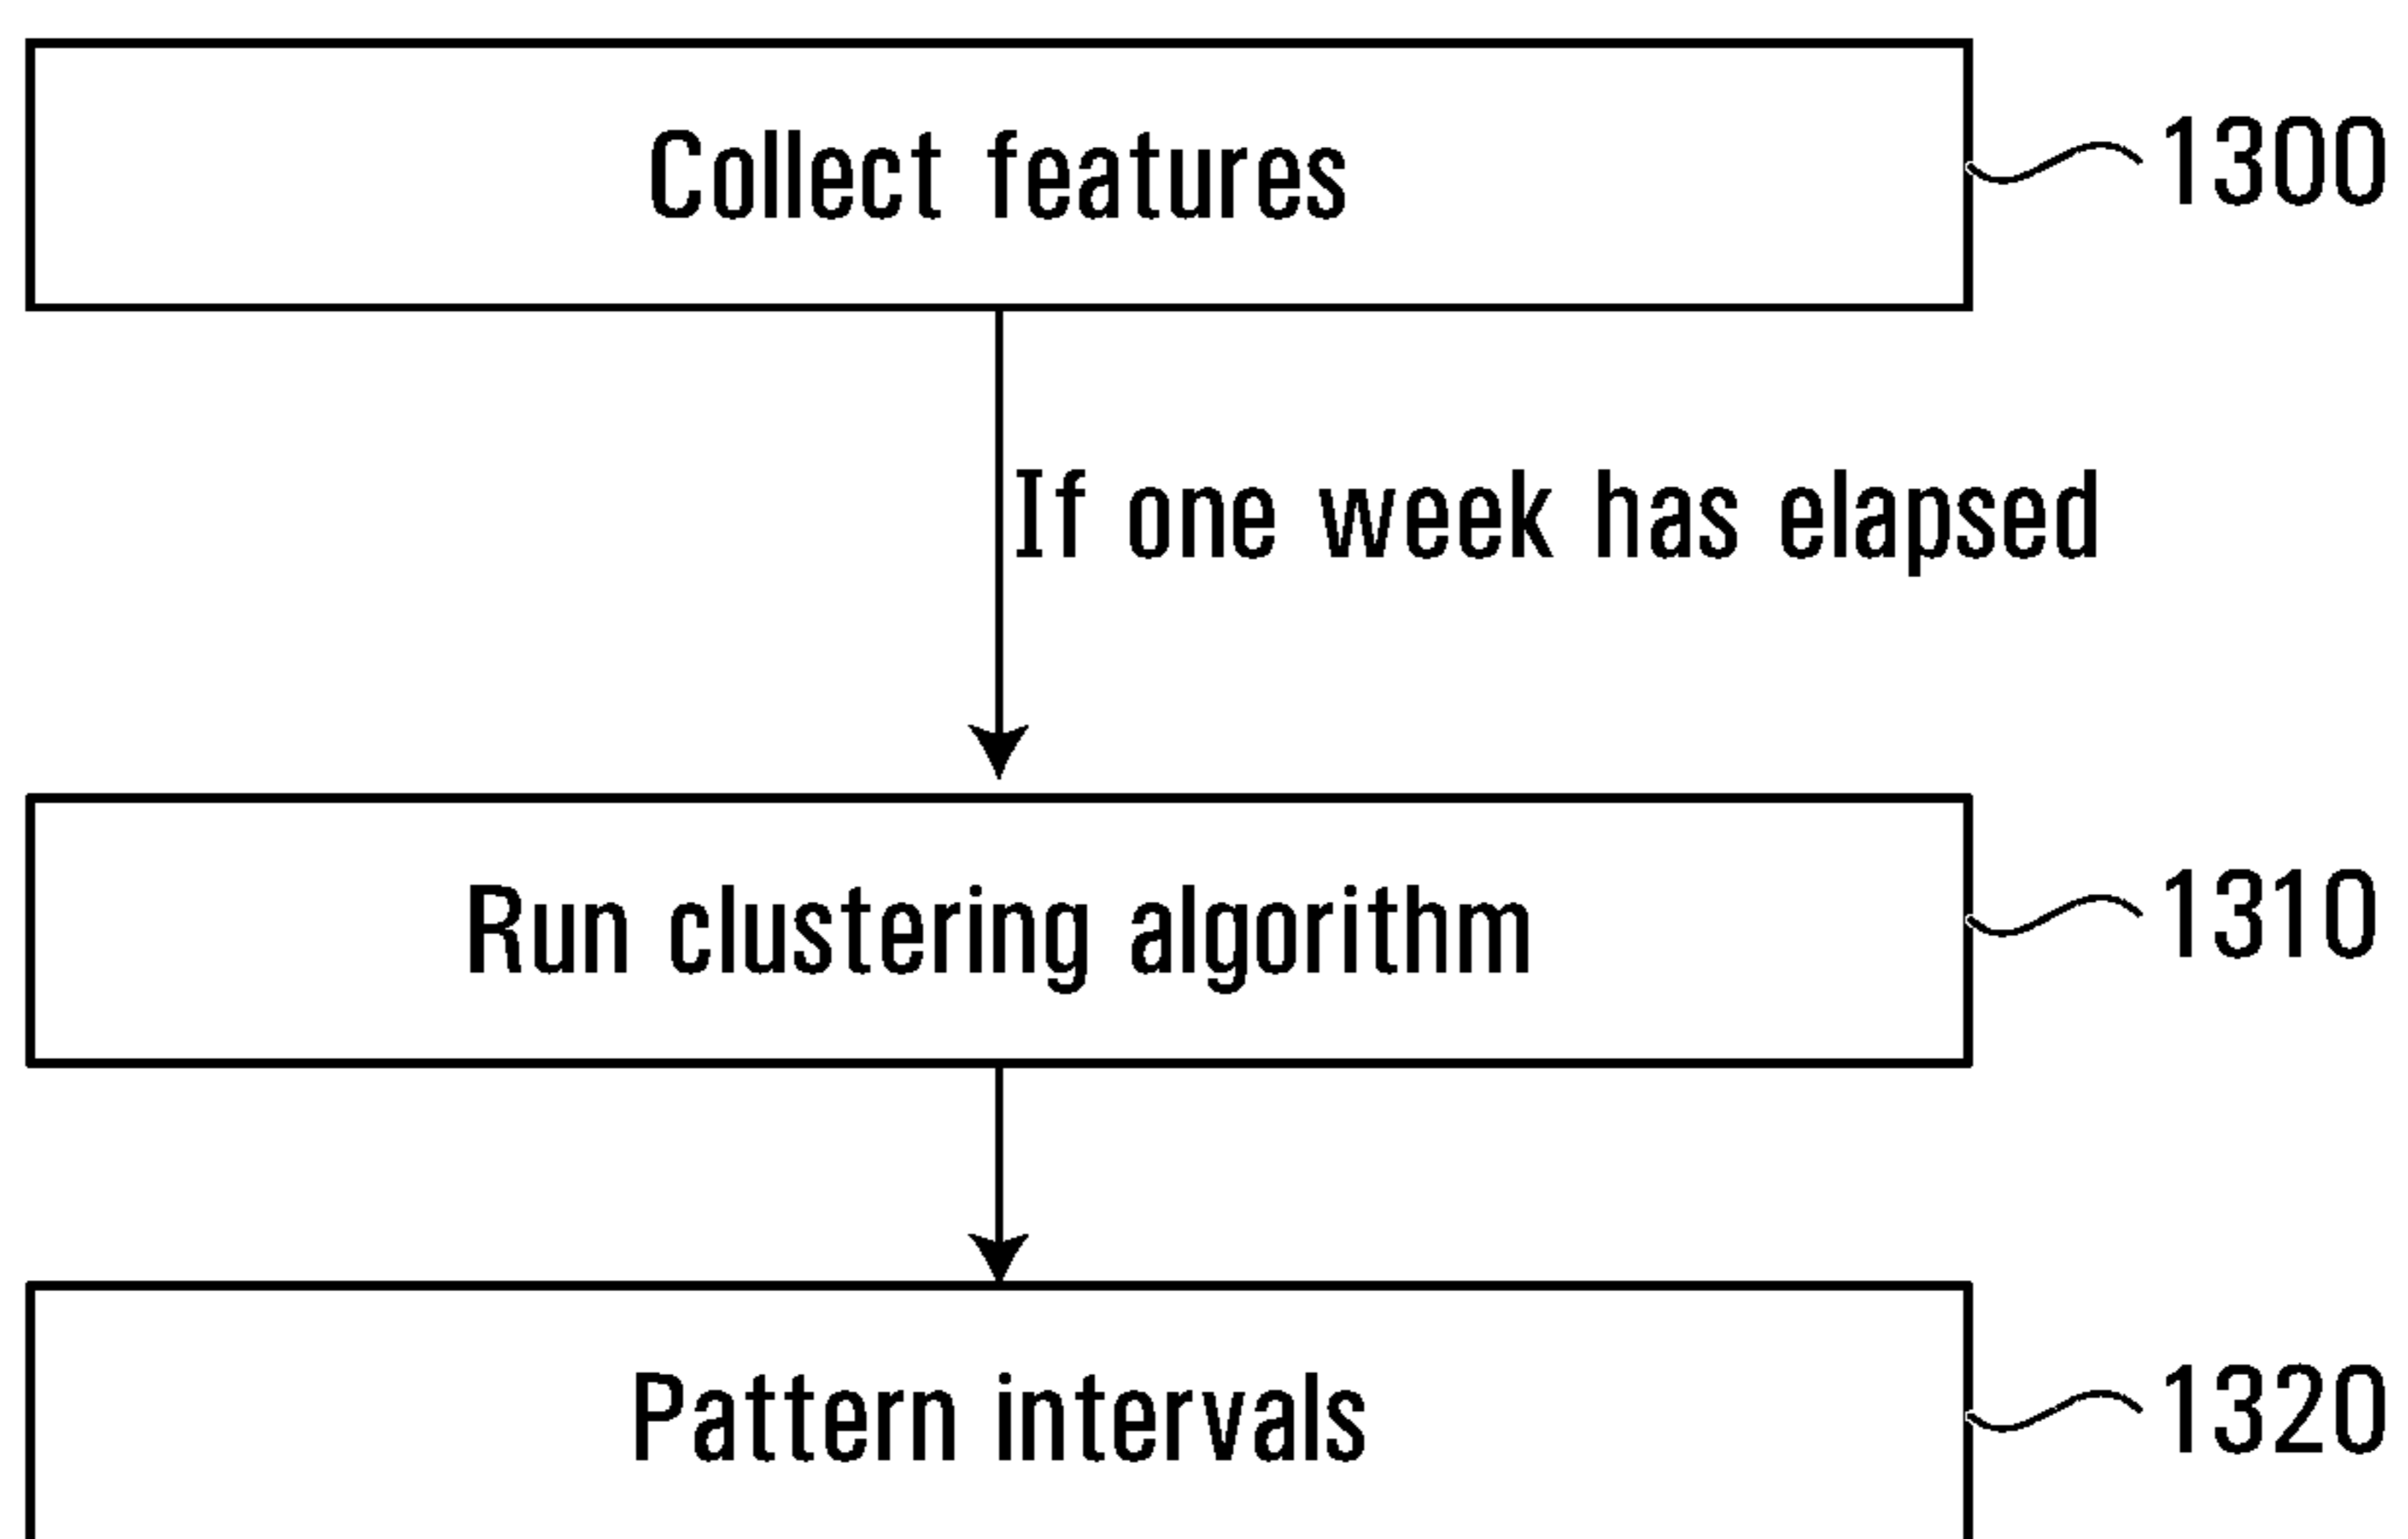 Collect features
1300
If one week has elapsed
Run clustering algorithm
1310
Pattern intervals
1320